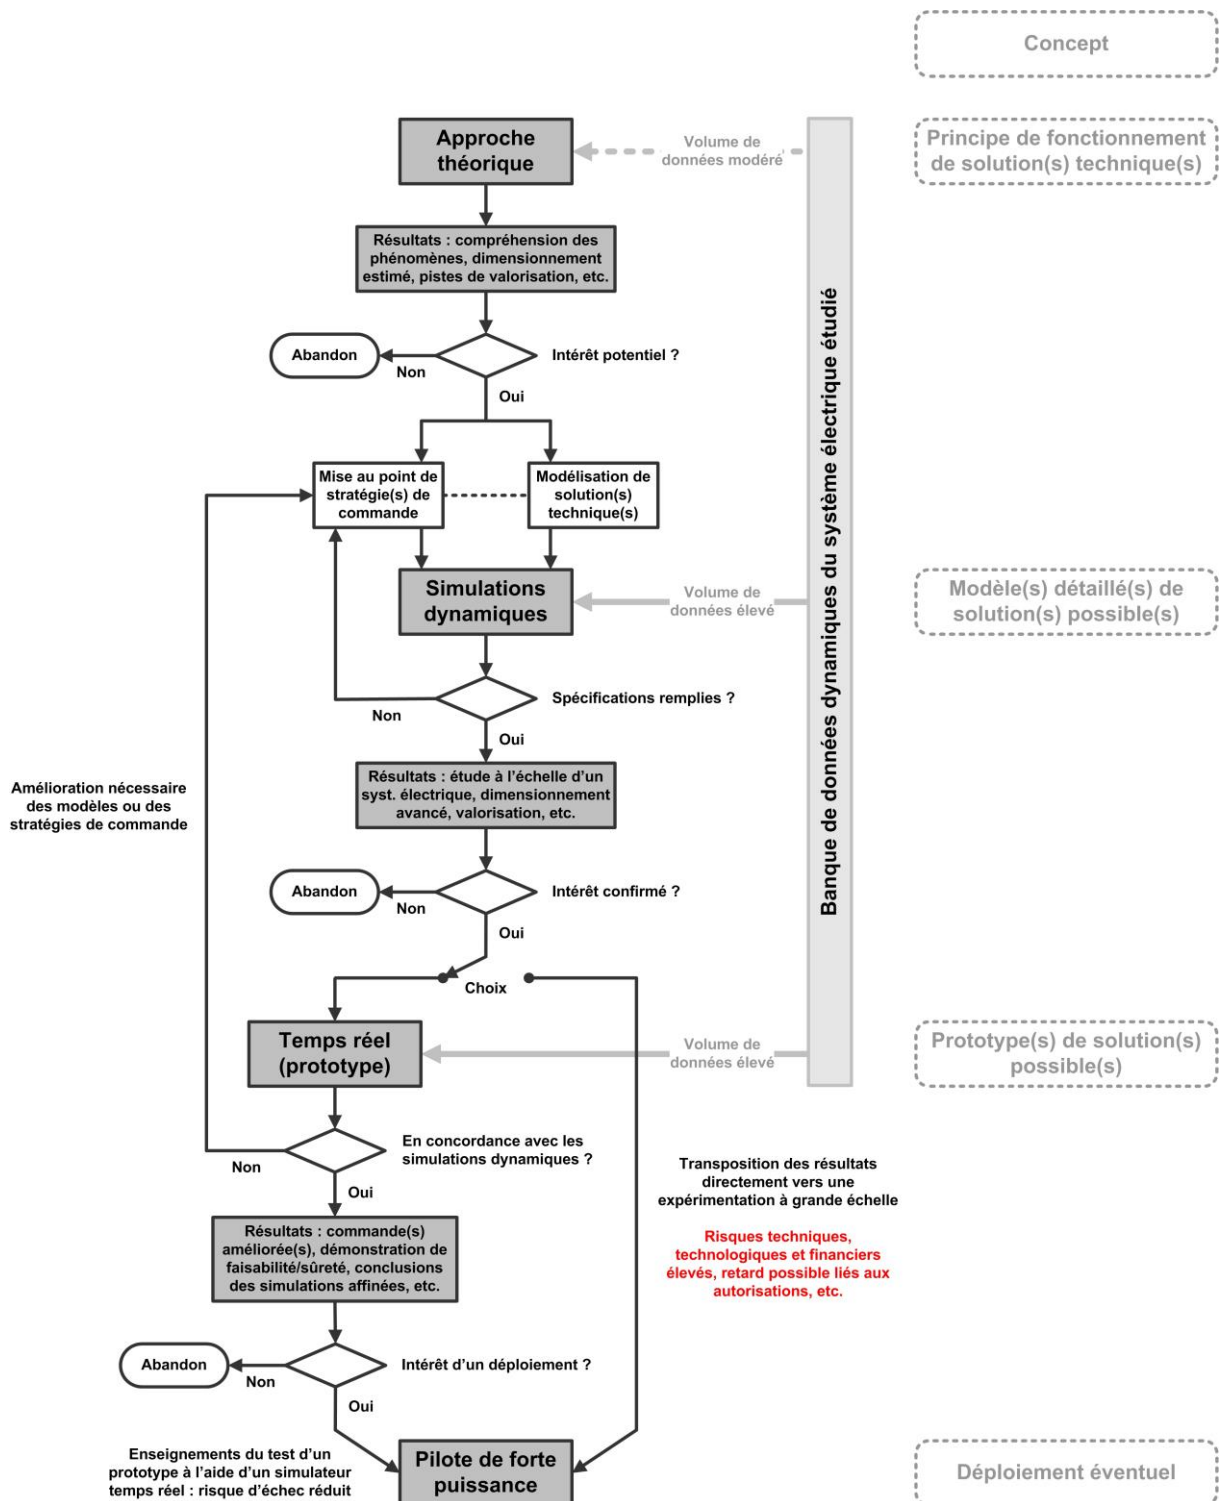 Concept
Approche
théorique
Volume de
données modéré
Principe de fonctionnement
de solution(s) technique(s)
Résultats : compréhension des
phénomènes, dimensionnement
estimé, pistes de valorisation, etc.
Abandon
Non
Intérêt potentiel ?
Oui
Mise au point de
stratégie(s) de
commande
Modélisation de
solution(s)
technique(s)
Banque de données dynamiques du système électrique étudié
Simulations
dynamiques
Volume de
données élevé
Modèle(s) détaillé(s) de
solution(s) possible(s)
Non
Spécifications remplies ?
Oui
Amélioration nécessaire
des modèles ou des
stratégies de commande
Résultats : étude à l’échelle d’un
syst. électrique, dimensionnement
avancé, valorisation, etc.
Abandon
Non
Intérêt confirmé ?
Oui
Choix
Temps réel
(prototype)
Volume de
données élevé
Prototype(s) de solution(s)
possible(s)
Non
En concordance avec les
simulations dynamiques ?
Oui
Transposition des résultats
directement vers une
expérimentation à grande échelle
Risques techniques,
technologiques et financiers
élevés, retard possible liés aux
autorisations, etc.
Résultats : commande(s)
améliorée(s), démonstration de
faisabilité/sûreté, conclusions
des simulations affinées, etc.
Abandon
Non
Intérêt d’un déploiement ?
Oui
Enseignements du test d’un
prototype à l’aide d’un simulateur
temps réel : risque d’échec réduit
Pilote de forte
puissance
Déploiement éventuel